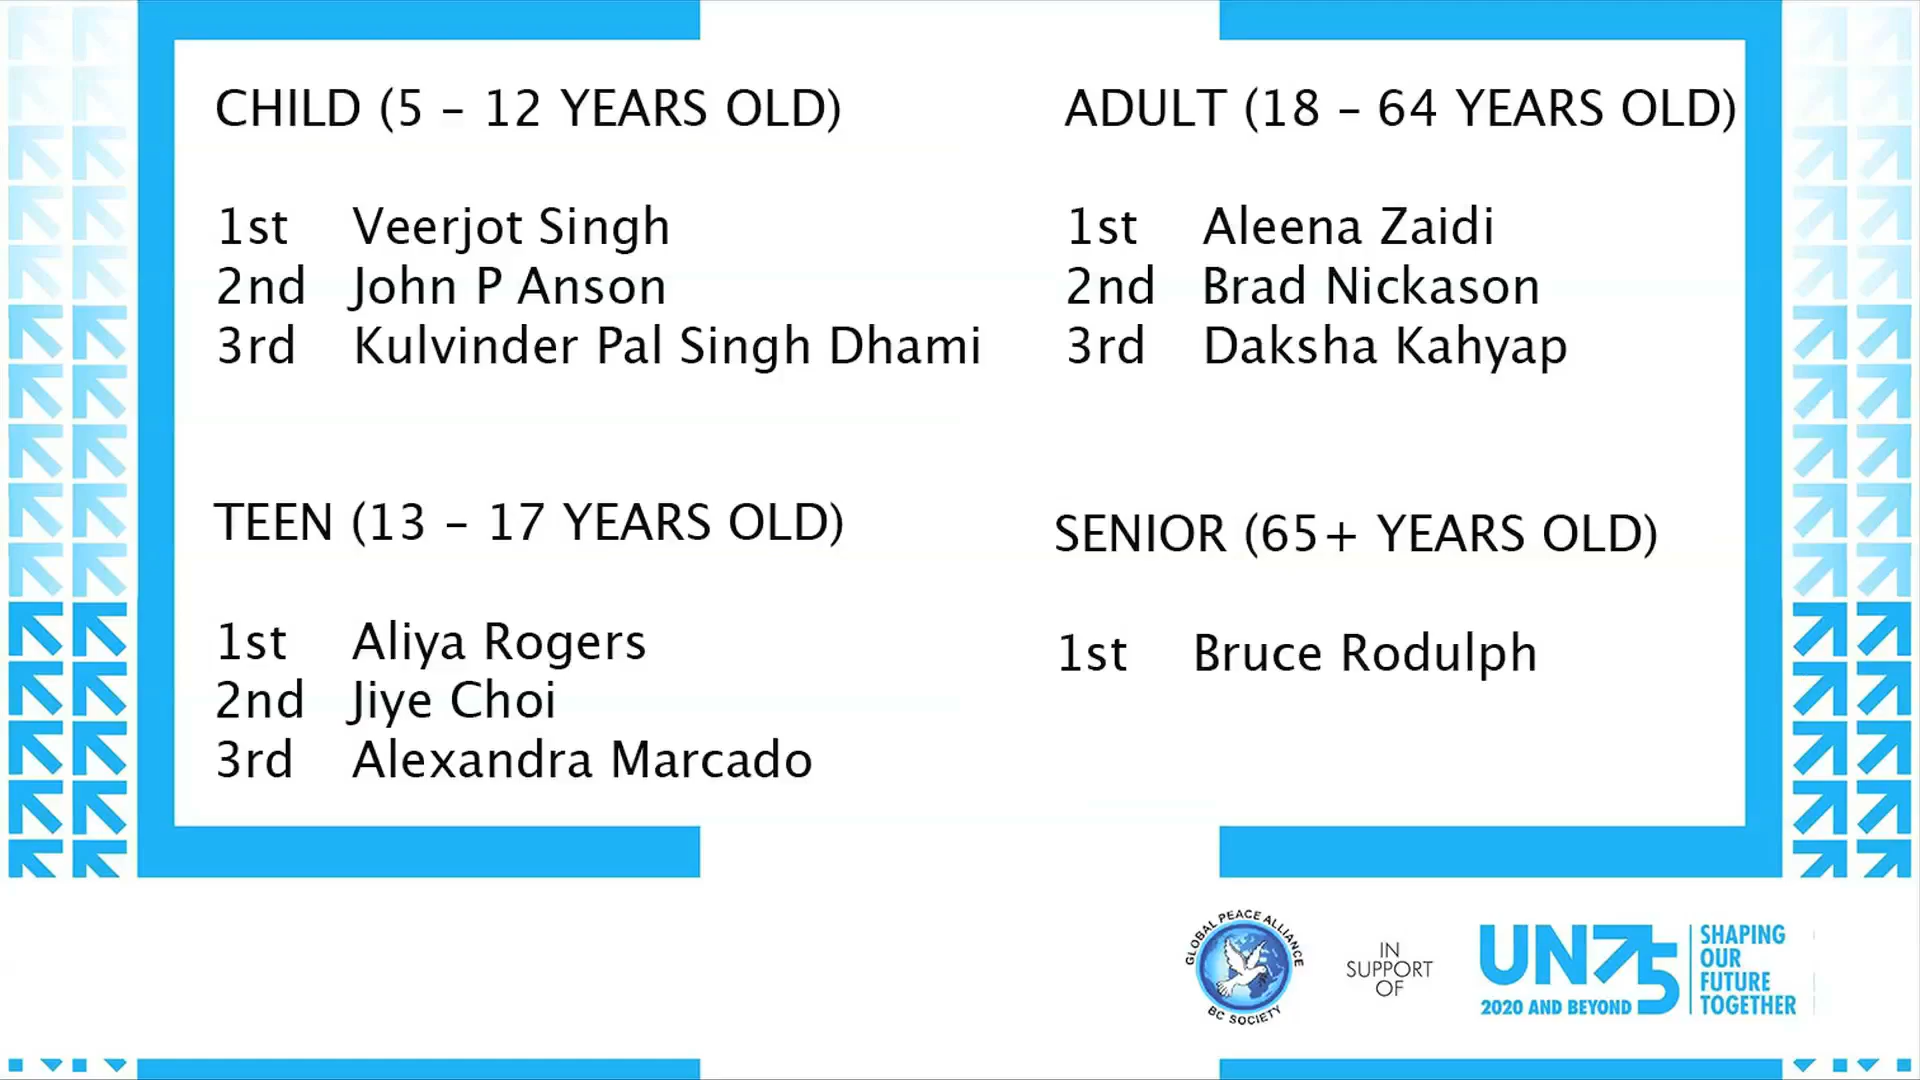 CHILD (5 – 12 YEARS OLD)
1st Veerjot Singh
2nd John P Anson
3rd Kulvinder Pal Singh Dhami
TEEN (13 – 17 YEARS OLD)
1st Aliya Rogers
2nd Jiye Choi
3rd Alexandra Marcado
ADULT (18 – 64 YEARS OLD)
1st Aleena Zaidi
2nd Brad Nickason
3rd Daksha Kahyap
SENIOR (65+ YEARS OLD)
1st Bruce Rodulph
GLOBAL PEACE ALLIANCE
BC SOCIETY
IN
SUPPORT
OF
UN75
2020 AND BEYOND
SHAPING
OUR
FUTURE
TOGETHER